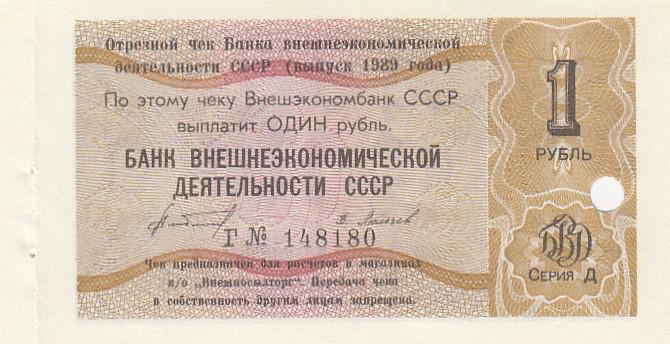 Отрезной чек Банка внешнеэкономической
деятельности СССР (выпуск 1989 года)
По этому чеку Внешэкономбанк СССР
выплатит ОДИН рубль.
БАНК ВНЕШНЕЭКОНОМИЧЕСКОЙ
ДЕЯТЕЛЬНОСТИ СССР
Г № 148180
Чек предназначен для расчетов в магазинах
в/о „Внешпосылторг“. Передача чека
в собственность другим лицам запрещена.
1
РУБЛЬ
БВД
СЕРИЯ Д